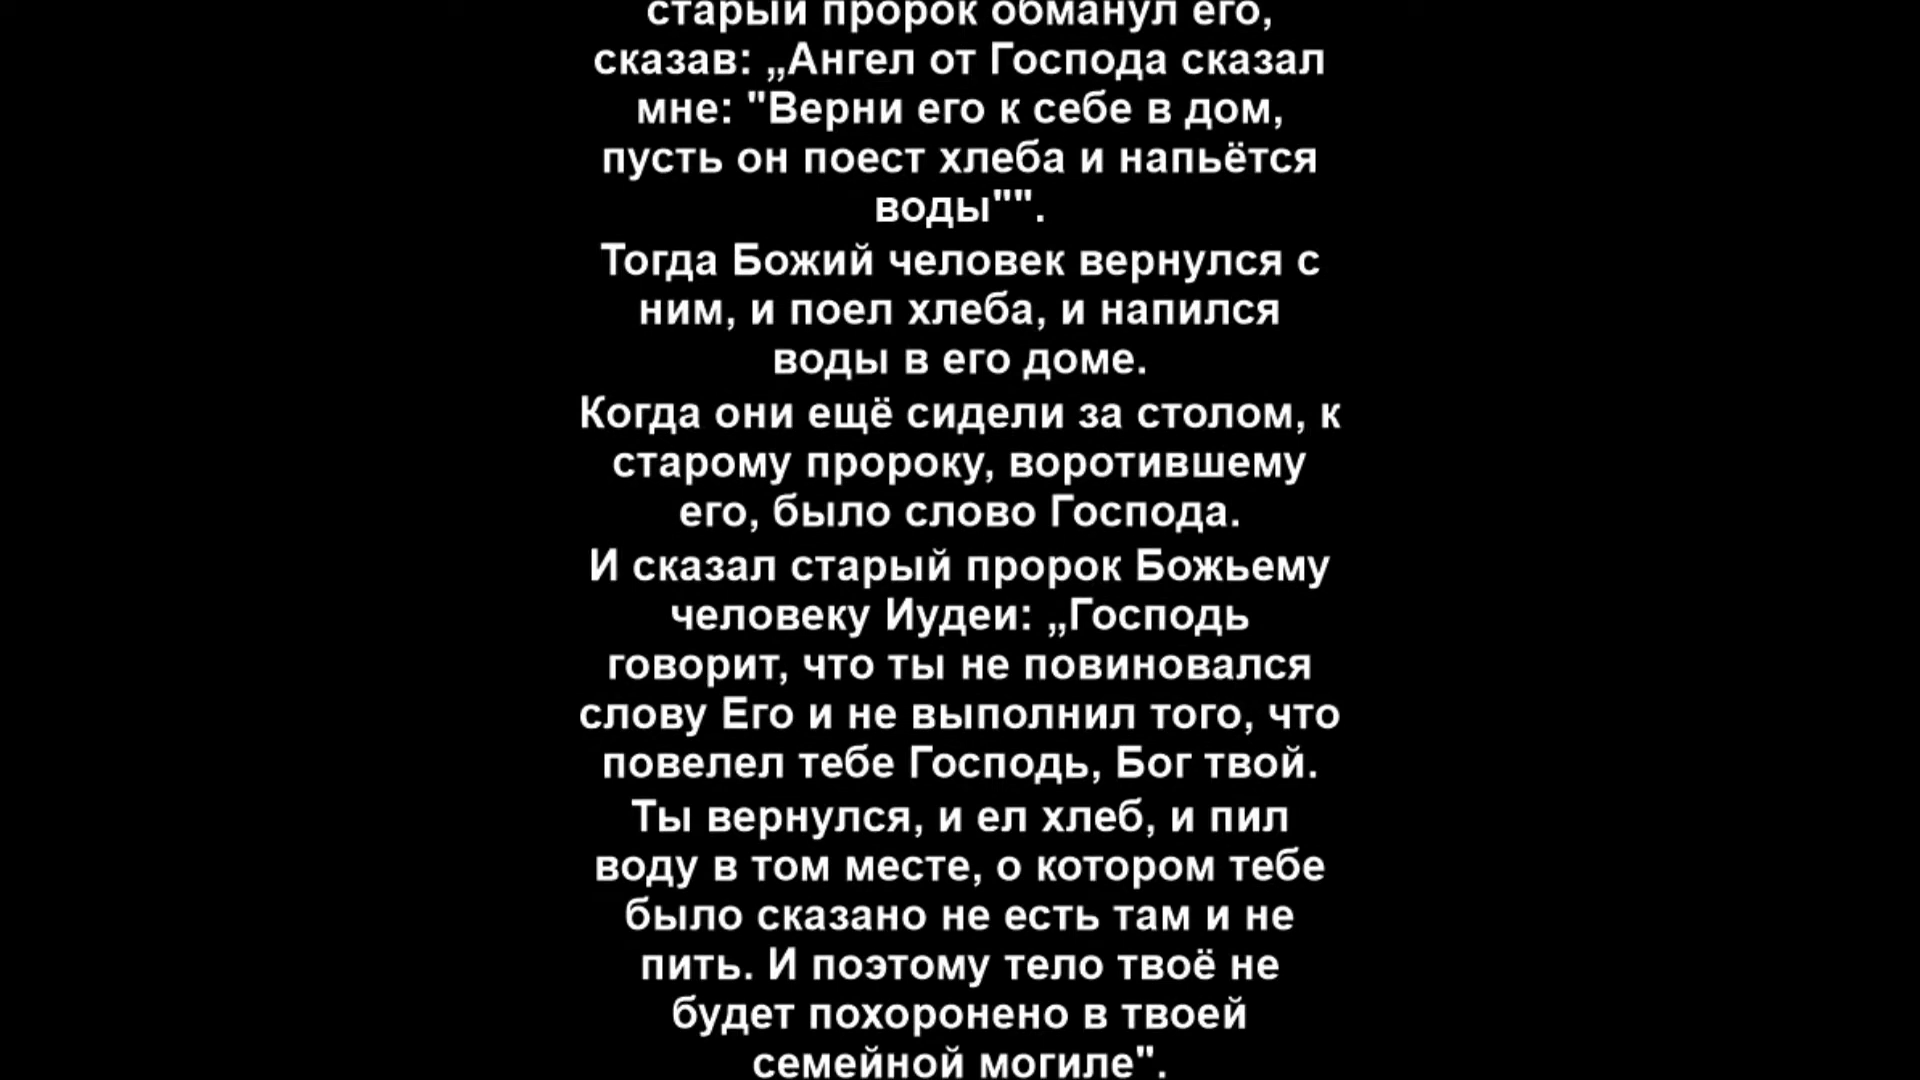 старый пророк обманул его,
сказав: „Ангел от Господа сказал
мне: "Верни его к себе в дом,
пусть он поест хлеба и напьётся
воды"".
Тогда Божий человек вернулся с
ним, и поел хлеба, и напился
воды в его доме.
Когда они ещё сидели за столом, к
старому пророку, воротившему
его, было слово Господа.
И сказал старый пророк Божьему
человеку Иудеи: „Господь
говорит, что ты не повиновался
слову Его и не выполнил того, что
повелел тебе Господь, Бог твой.
Ты вернулся, и ел хлеб, и пил
воду в том месте, о котором тебе
было сказано не есть там и не
пить. И поэтому тело твоё не
будет похоронено в твоей
семейной могиле".